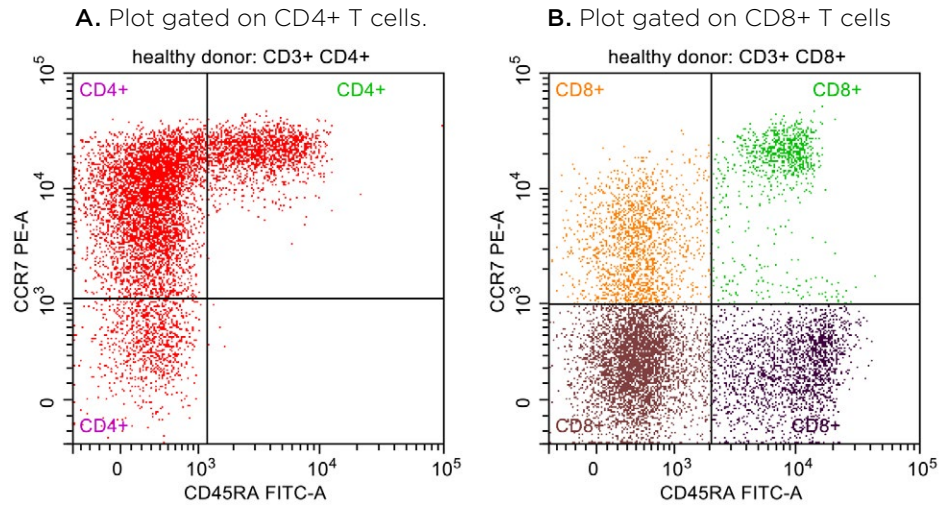 A. Plot gated on CD4+ T cells.
healthy donor: CD3+ CD4+
10^5
CD4+
CD4+
10^4
CCR7 PE-A
10^3
0
CD4+
0
10^3
10^4
10^5
CD45RA FITC-A
B. Plot gated on CD8+ T cells
healthy donor: CD3+ CD8+
10^5
CD8+
CD8+
10^4
CCR7 PE-A
10^3
0
CD8+
CD8+
0
10^3
10^4
10^5
CD45RA FITC-A